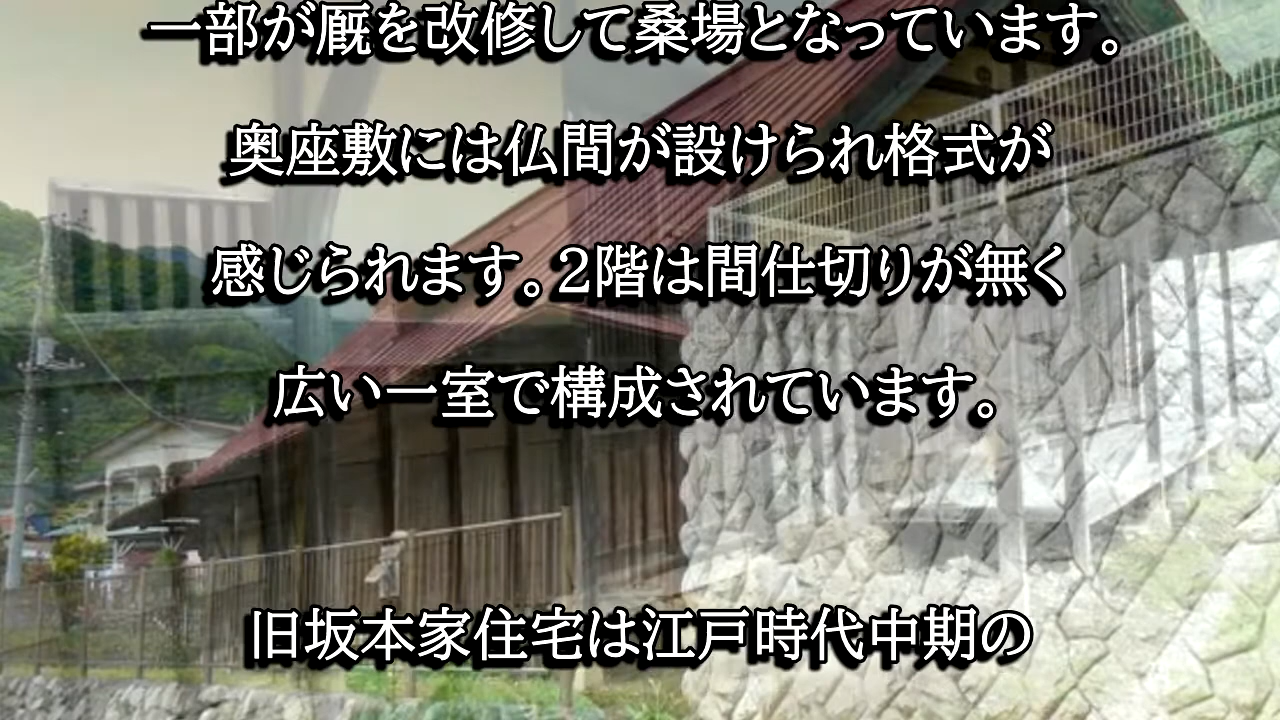 一部が厩を改修して桑場となっています。
奥座敷には仏間が設けられ格式が
感じられます。2階は間仕切りが無く
広い一室で構成されています。
旧坂本家住宅は江戸時代中期の